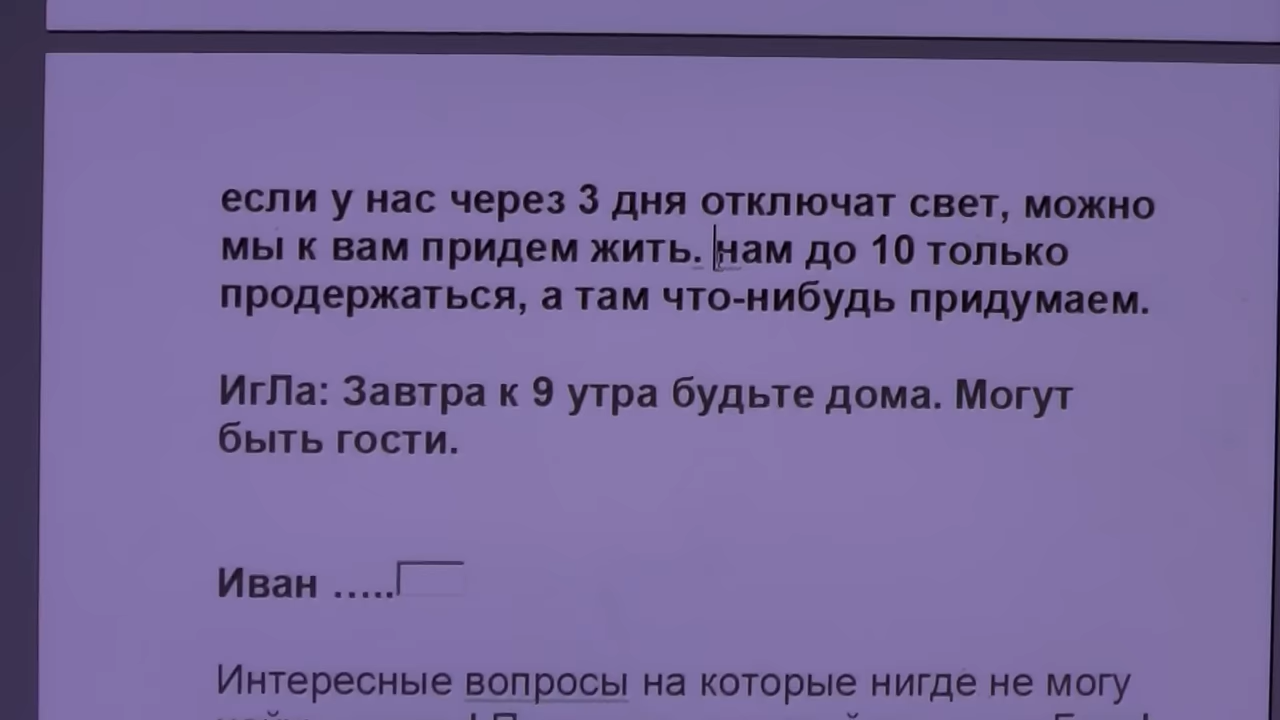 если у нас через 3 дня отключат свет, можно
мы к вам придем жить. нам до 10 только
продержаться, а там что-нибудь придумаем.
ИгЛа: Завтра к 9 утра будьте дома. Могут
быть гости.
Иван .....
Интересные вопросы на которые нигде не могу